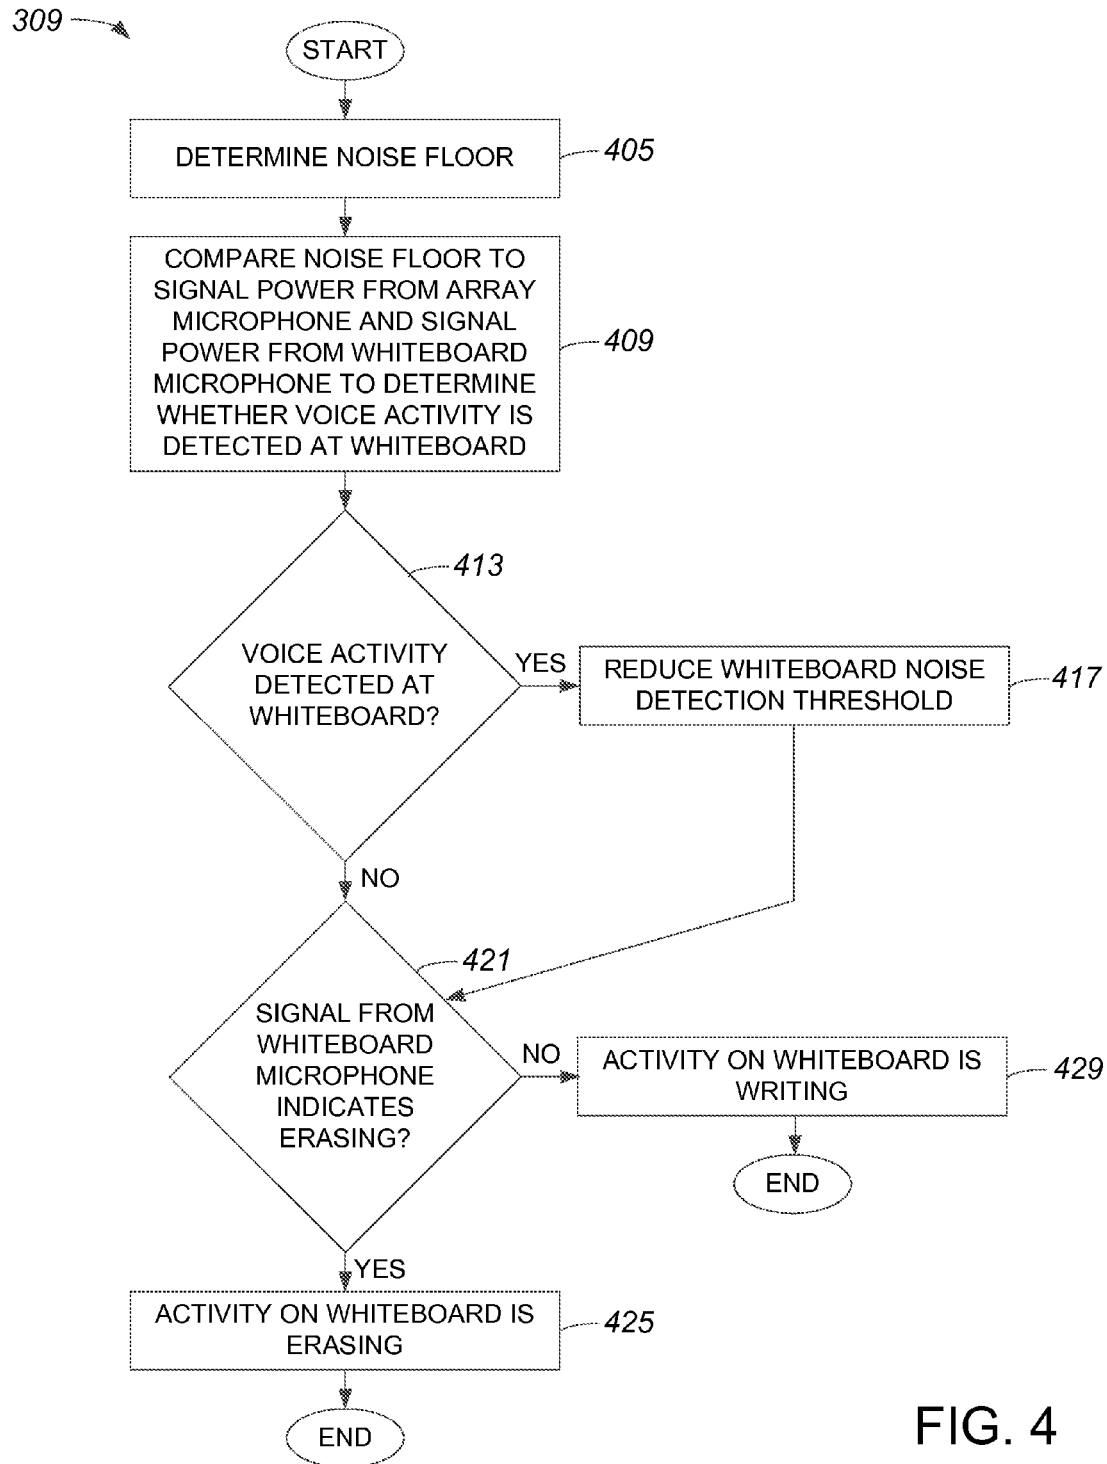 309
START
DETERMINE NOISE FLOOR
405
COMPARE NOISE FLOOR TO
SIGNAL POWER FROM ARRAY
MICROPHONE AND SIGNAL
POWER FROM WHITEBOARD
MICROPHONE TO DETERMINE
WHETHER VOICE ACTIVITY IS
DETECTED AT WHITEBOARD
409
413
VOICE ACTIVITY
DETECTED AT
WHITEBOARD?
YES
REDUCE WHITEBOARD NOISE
DETECTION THRESHOLD
417
NO
421
SIGNAL FROM
WHITEBOARD
MICROPHONE
INDICATES
ERASING?
NO
ACTIVITY ON WHITEBOARD IS
WRITING
429
END
YES
ACTIVITY ON WHITEBOARD IS
ERASING
425
END
FIG. 4